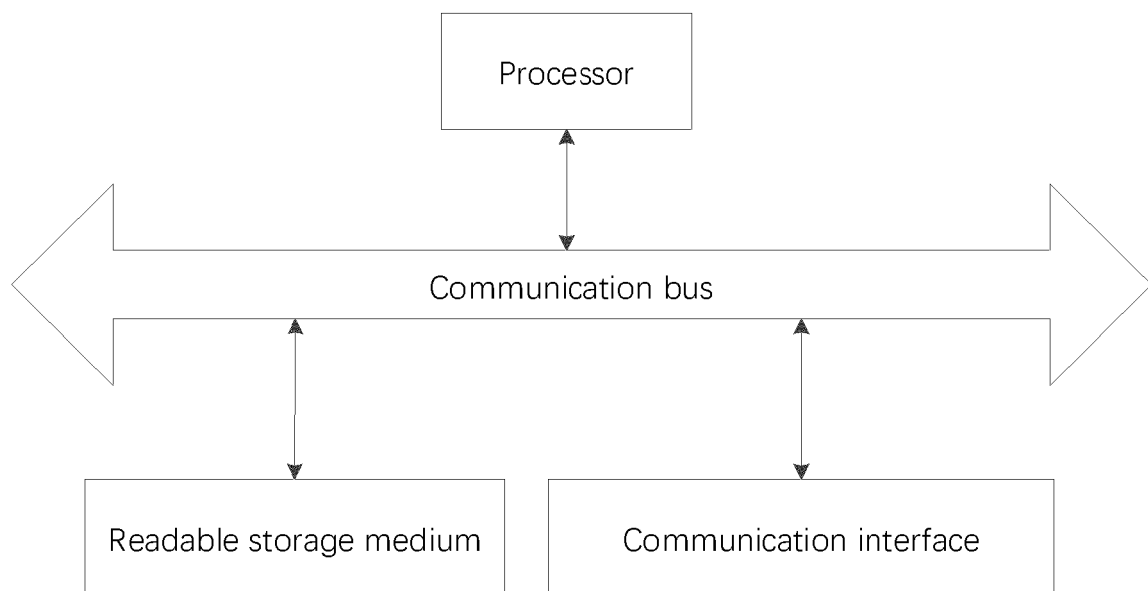 Processor
Communication bus
Readable storage medium
Communication interface